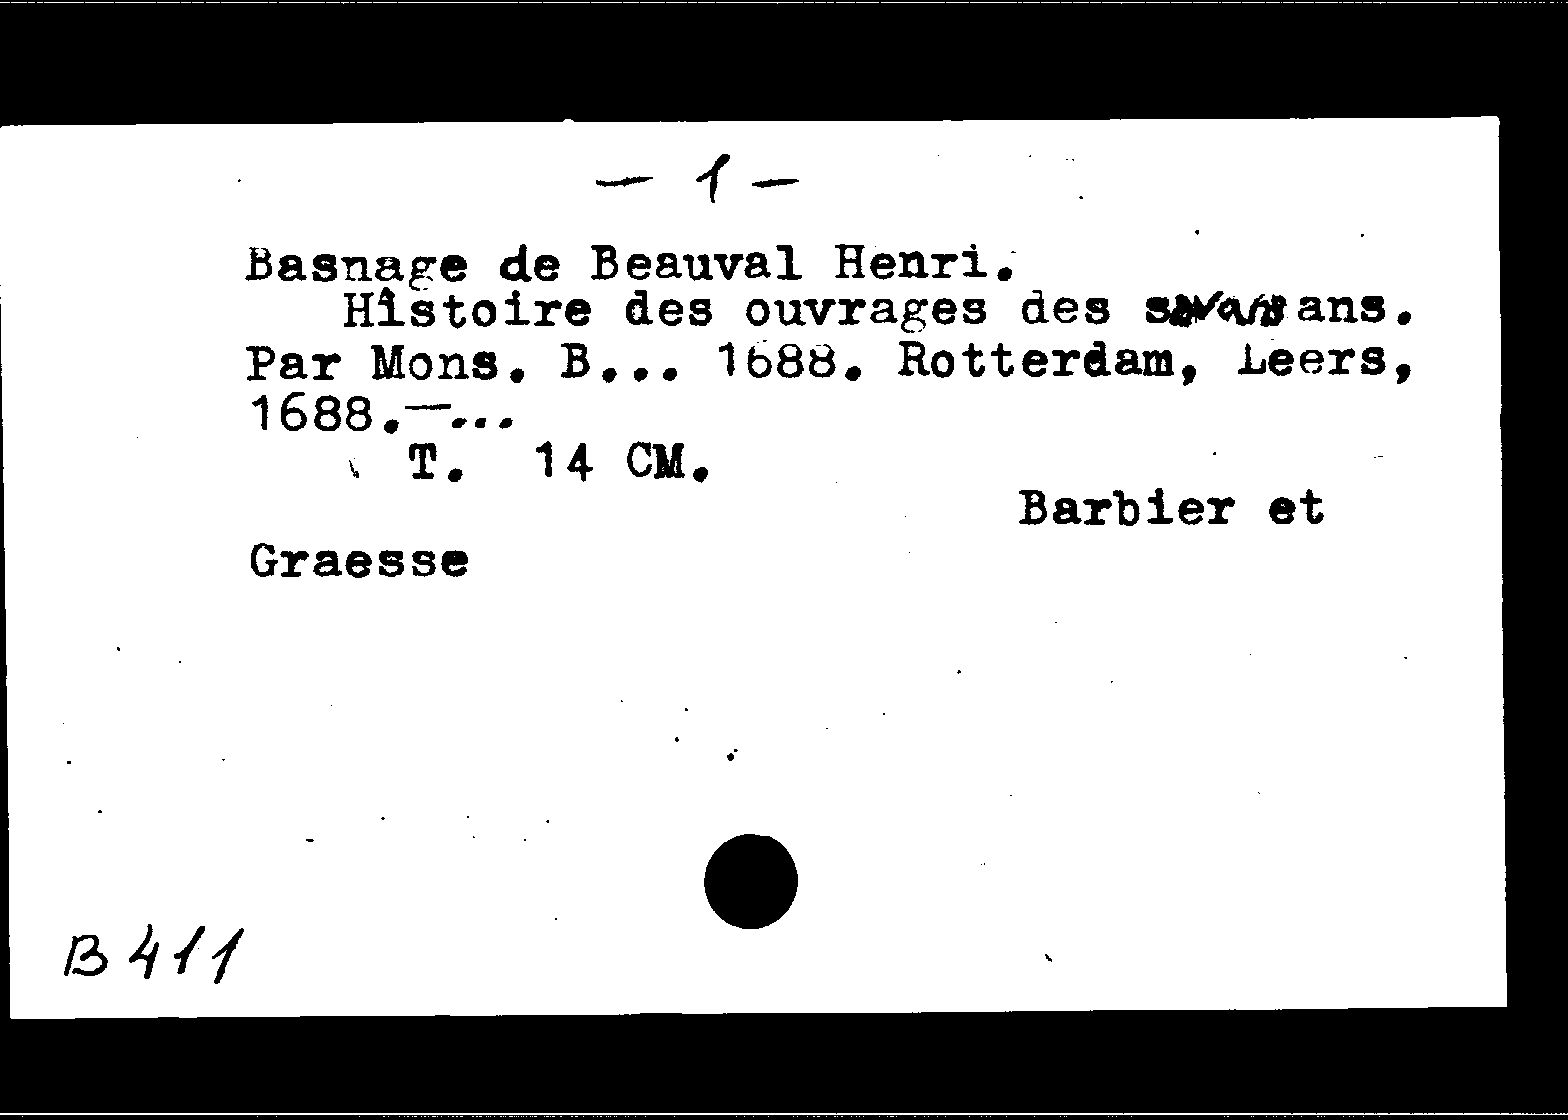 — 1 —
Basnage de Beauval Henri.
Histoire des ouvrages des savans.
Par Mons. B... 1688. Rotterdam, Leers,
1688.—...
T. 14 CM.
Barbier et
Graesse
B 411